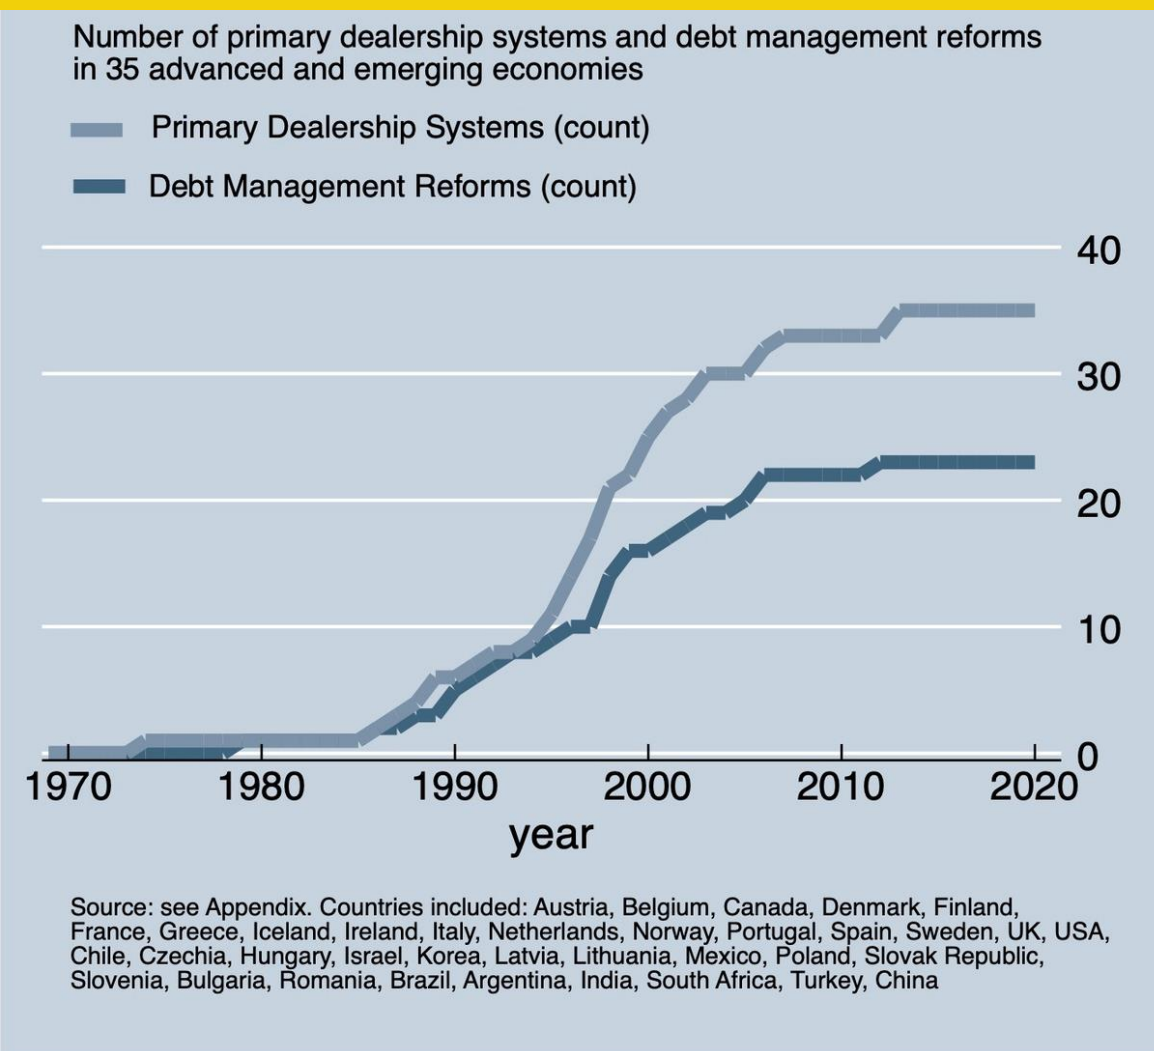 Number of primary dealership systems and debt management reforms
in 35 advanced and emerging economies
Primary Dealership Systems (count)
Debt Management Reforms (count)
40
30
20
10
0
1970 1980 1990 2000 2010 2020
year
Source: see Appendix. Countries included: Austria, Belgium, Canada, Denmark, Finland,
France, Greece, Iceland, Ireland, Italy, Netherlands, Norway, Portugal, Spain, Sweden, UK, USA,
Chile, Czechia, Hungary, Israel, Korea, Latvia, Lithuania, Mexico, Poland, Slovak Republic,
Slovenia, Bulgaria, Romania, Brazil, Argentina, India, South Africa, Turkey, China